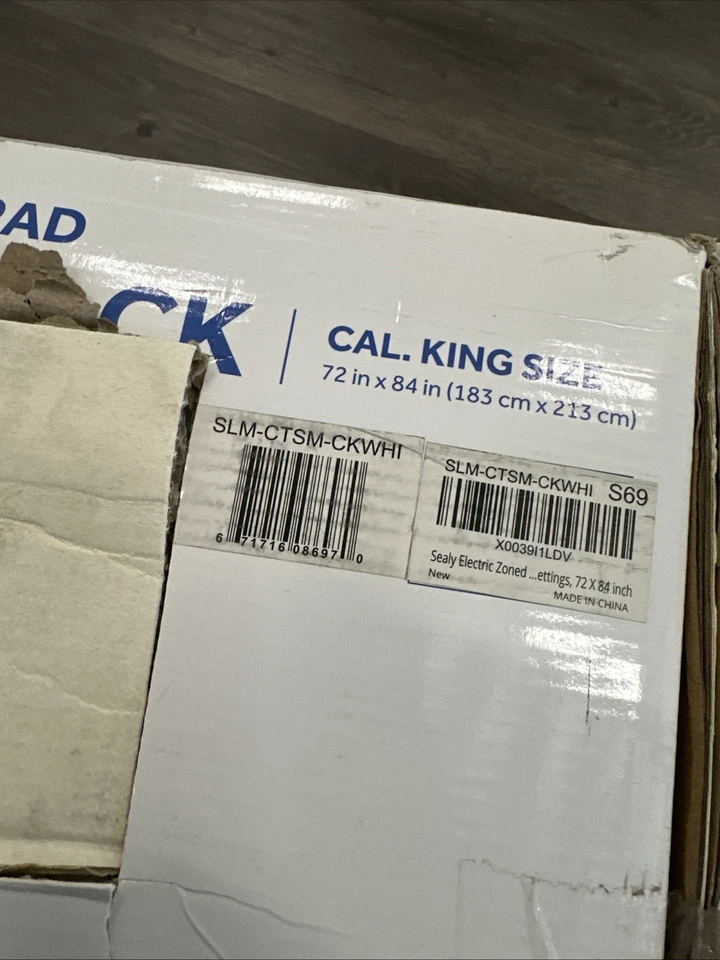 PAD
CK
CAL. KING SIZE
72 in x 84 in (183 cm x 213 cm)
SLM-CTSM-CKWHI
6 71716 08697 0
SLM-CTSM-CKWHI S69
X0039I1LDV
Sealy Electric Zoned ...ettings, 72 X 84 inch
New
MADE IN CHINA